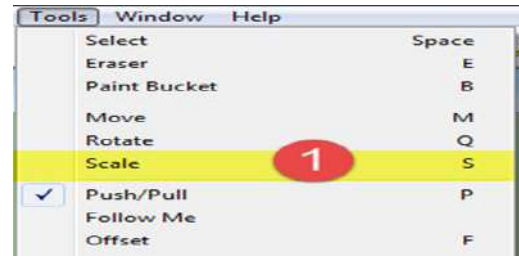 Tools Window Help
Select Space
Eraser E
Paint Bucket B
Move M
Rotate Q
Scale 1 S
✓ Push/Pull P
Follow Me
Offset F